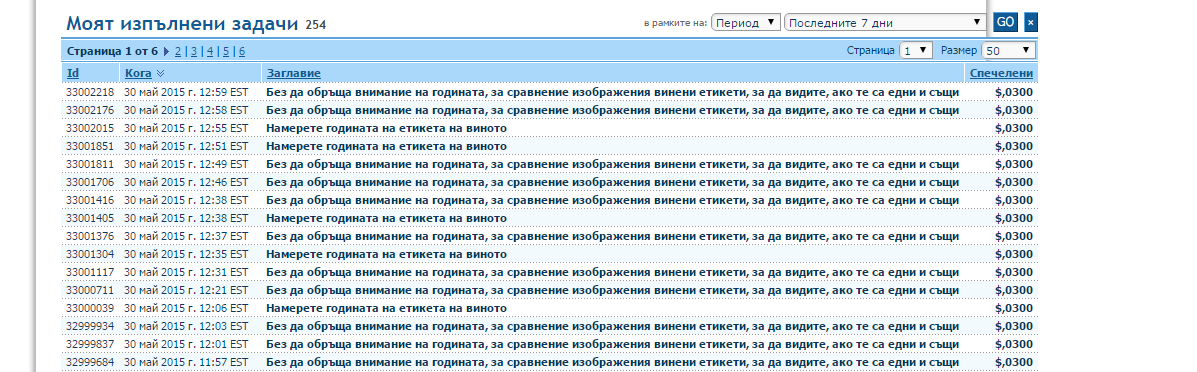 Моят изпълнени задачи 254
в рамките на: Период Последните 7 дни GO ×
Страница 1 от 6 2 | 3 | 4 | 5 | 6 Страница 1 Размер 50
Id Кога Заглавие Спечелени
33002218 30 май 2015 г. 12:59 EST Без да обръща внимание на годината, за сравнение изображения винени етикети, за да видите, ако те са едни и същи $,0300
33002176 30 май 2015 г. 12:58 EST Без да обръща внимание на годината, за сравнение изображения винени етикети, за да видите, ако те са едни и същи $,0300
33002015 30 май 2015 г. 12:55 EST Намерете годината на етикета на виното $,0300
33001851 30 май 2015 г. 12:51 EST Намерете годината на етикета на виното $,0300
33001811 30 май 2015 г. 12:49 EST Без да обръща внимание на годината, за сравнение изображения винени етикети, за да видите, ако те са едни и същи $,0300
33001706 30 май 2015 г. 12:46 EST Без да обръща внимание на годината, за сравнение изображения винени етикети, за да видите, ако те са едни и същи $,0300
33001416 30 май 2015 г. 12:38 EST Без да обръща внимание на годината, за сравнение изображения винени етикети, за да видите, ако те са едни и същи $,0300
33001405 30 май 2015 г. 12:38 EST Намерете годината на етикета на виното $,0300
33001376 30 май 2015 г. 12:37 EST Без да обръща внимание на годината, за сравнение изображения винени етикети, за да видите, ако те са едни и същи $,0300
33001304 30 май 2015 г. 12:35 EST Намерете годината на етикета на виното $,0300
33001117 30 май 2015 г. 12:31 EST Без да обръща внимание на годината, за сравнение изображения винени етикети, за да видите, ако те са едни и същи $,0300
33000711 30 май 2015 г. 12:21 EST Без да обръща внимание на годината, за сравнение изображения винени етикети, за да видите, ако те са едни и същи $,0300
33000039 30 май 2015 г. 12:06 EST Намерете годината на етикета на виното $,0300
32999934 30 май 2015 г. 12:03 EST Без да обръща внимание на годината, за сравнение изображения винени етикети, за да видите, ако те са едни и същи $,0300
32999837 30 май 2015 г. 12:01 EST Без да обръща внимание на годината, за сравнение изображения винени етикети, за да видите, ако те са едни и същи $,0300
32999684 30 май 2015 г. 11:57 EST Без да обръща внимание на годината, за сравнение изображения винени етикети, за да видите, ако те са едни и същи $,0300